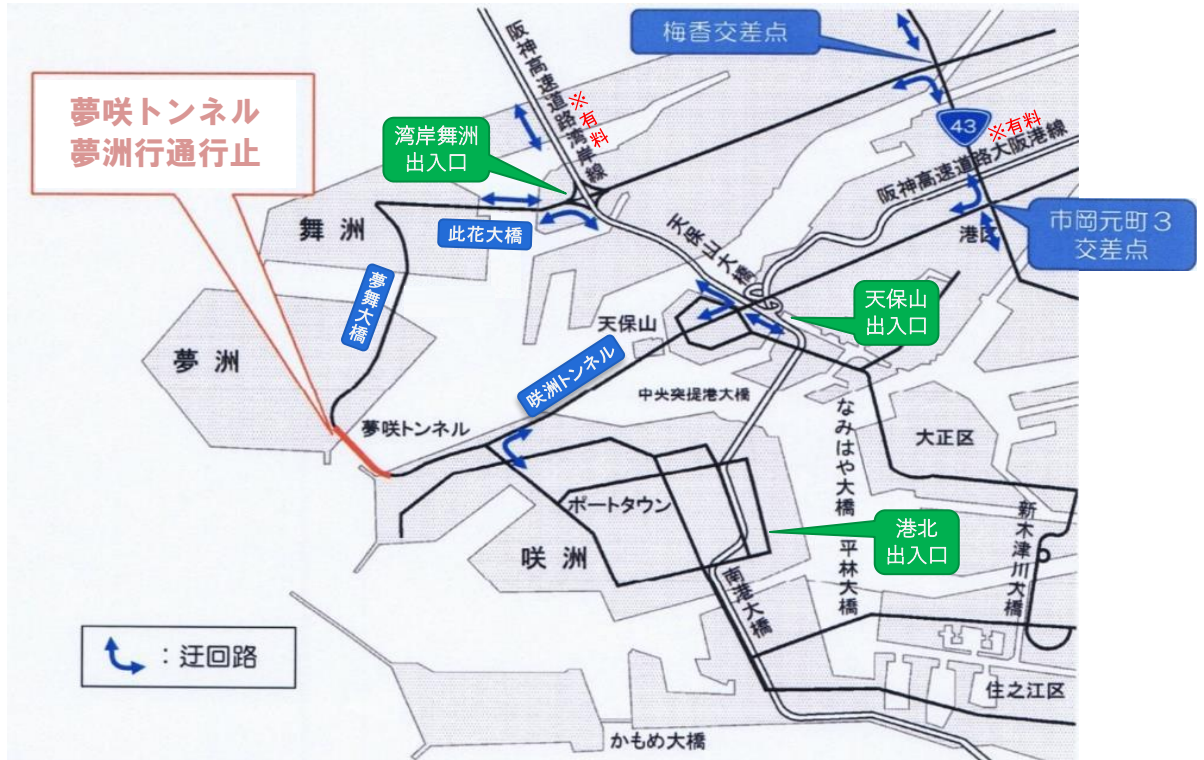 梅香交差点
夢咲トンネル
夢洲行通行止
阪神高速道路湾岸線
※有料
43
※有料
阪神高速道路大阪港線
湾岸舞洲
出入口
舞洲
此花大橋
天保山大橋
港区
市岡元町3
交差点
夢舞大橋
天保山
天保山
出入口
夢洲
咲洲トンネル
中央突提港大橋
夢咲トンネル
なみはや大橋
大正区
ポートタウン
港北
出入口
新木津川大橋
咲洲
平林大橋
南港大橋
:迂回路
住之江区
かもめ大橋